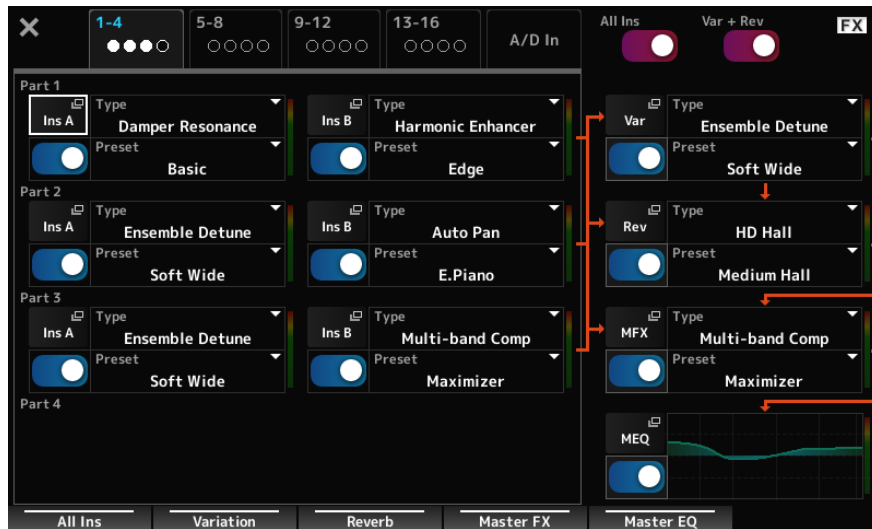 1-4 5-8 9-12 13-16 A/D In All Ins Var + Rev FX
Part 1
Ins A Type Damper Resonance Ins B Type Harmonic Enhancer Var Type Ensemble Detune
Preset Basic Preset Edge Preset Soft Wide
Part 2
Ins A Type Ensemble Detune Ins B Type Auto Pan Rev Type HD Hall
Preset Soft Wide Preset E.Piano Preset Medium Hall
Part 3
Ins A Type Ensemble Detune Ins B Type Multi-band Comp MFX Type Multi-band Comp
Preset Soft Wide Preset Maximizer Preset Maximizer
Part 4
MEQ
All Ins Variation Reverb Master FX Master EQ